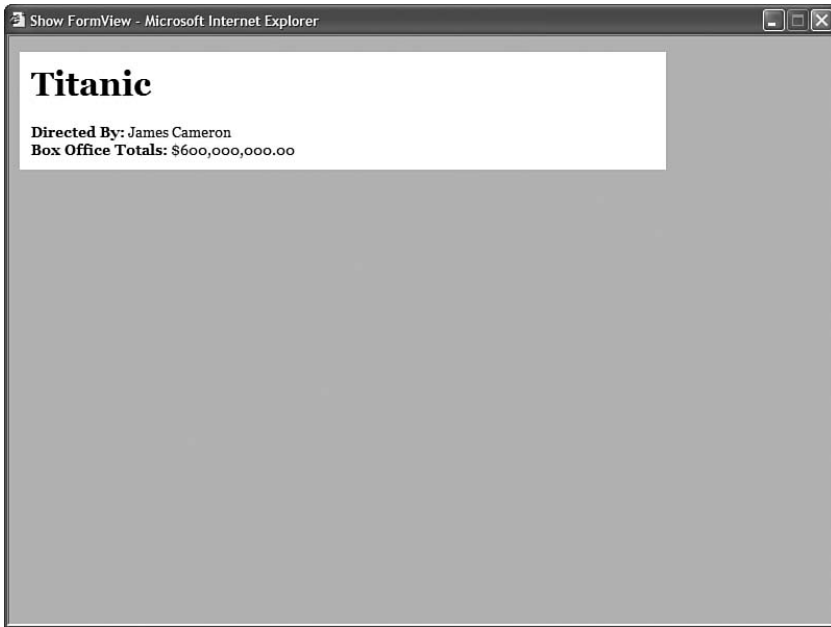 Show FormView - Microsoft Internet Explorer
Titanic
Directed By: James Cameron
Box Office Totals: $600,000,000.00